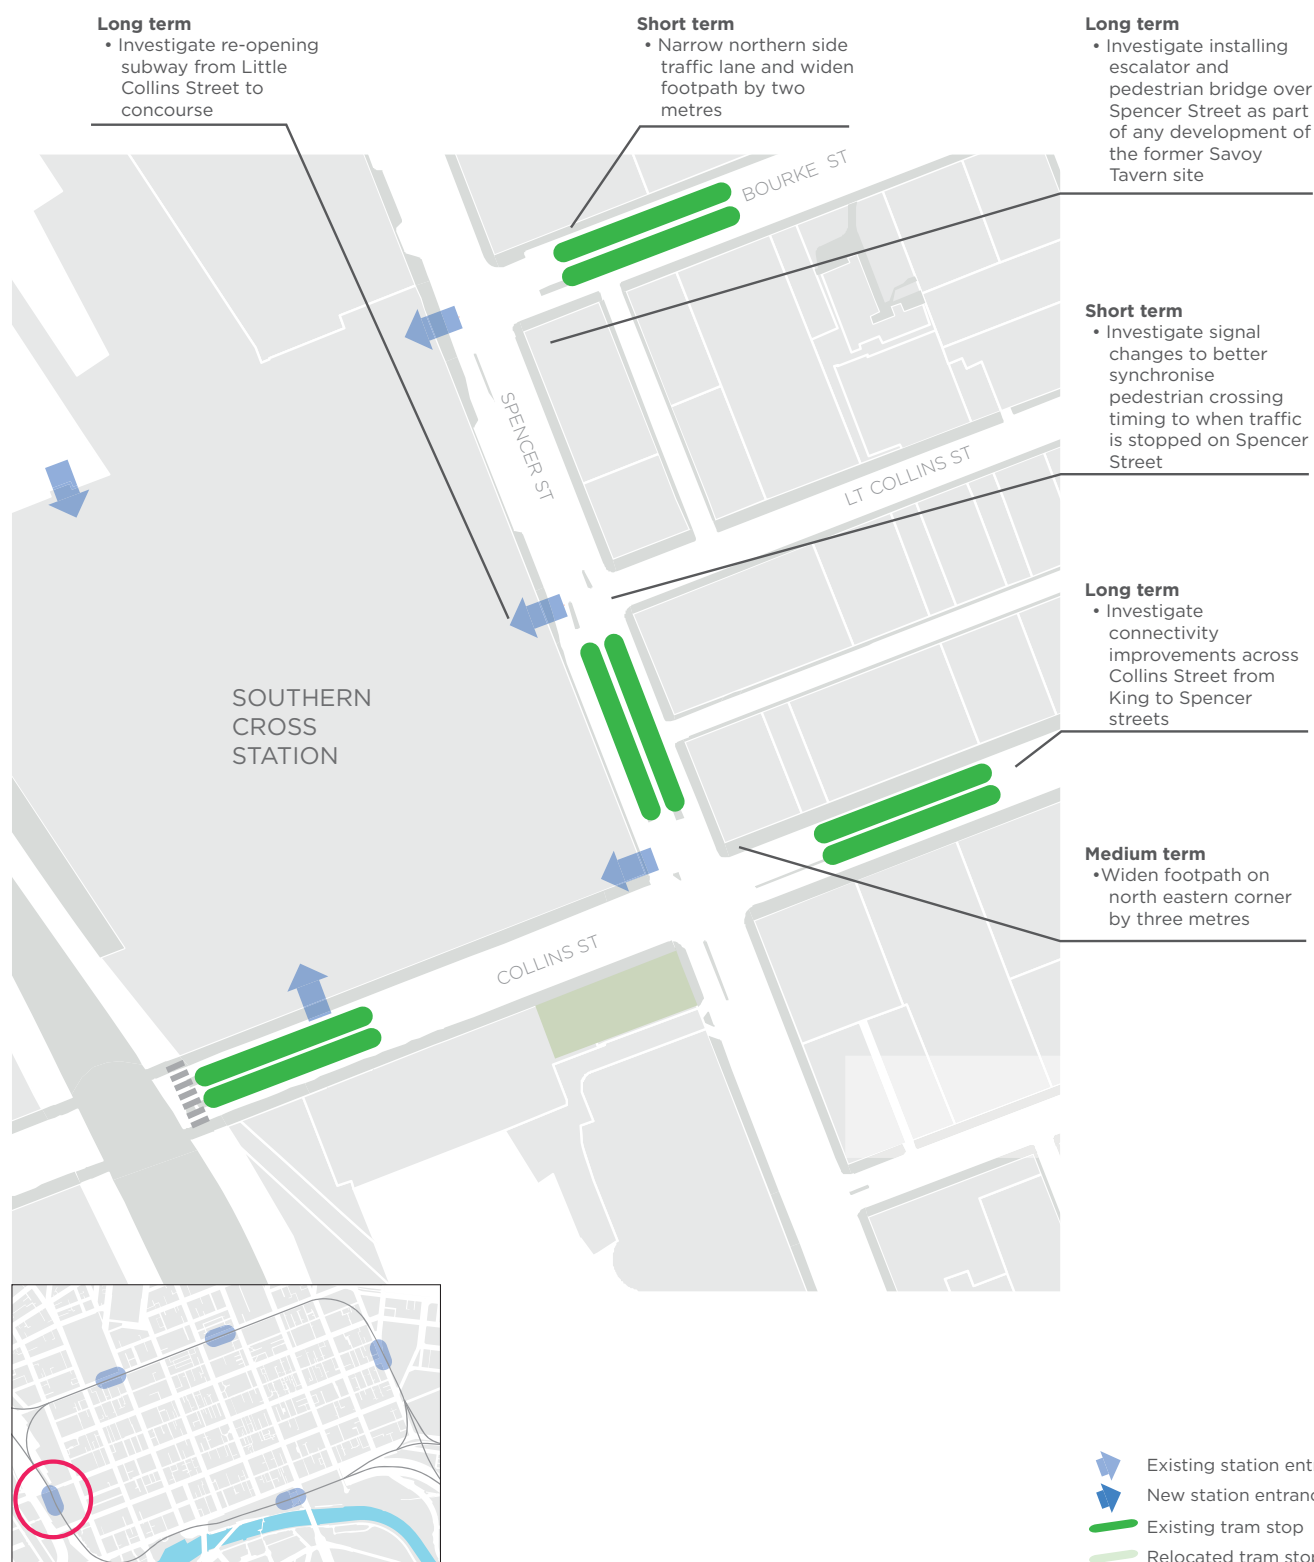 Long term
• Investigate re-opening
subway from Little
Collins Street to
concourse
Short term
• Narrow northern side
traffic lane and widen
footpath by two
metres
Long term
• Investigate installing
escalator and
pedestrian bridge over
Spencer Street as part
of any development of
the former Savoy
Tavern site
BOURKE ST
Short term
• Investigate signal
changes to better
synchronise
pedestrian crossing
timing to when traffic
is stopped on Spencer
Street
SPENCER ST
LT COLLINS ST
Long term
• Investigate
connectivity
improvements across
Collins Street from
King to Spencer
streets
SOUTHERN
CROSS
STATION
Medium term
•Widen footpath on
north eastern corner
by three metres
COLLINS ST
Existing station ent
New station entranc
Existing tram stop
Relocated tram stop